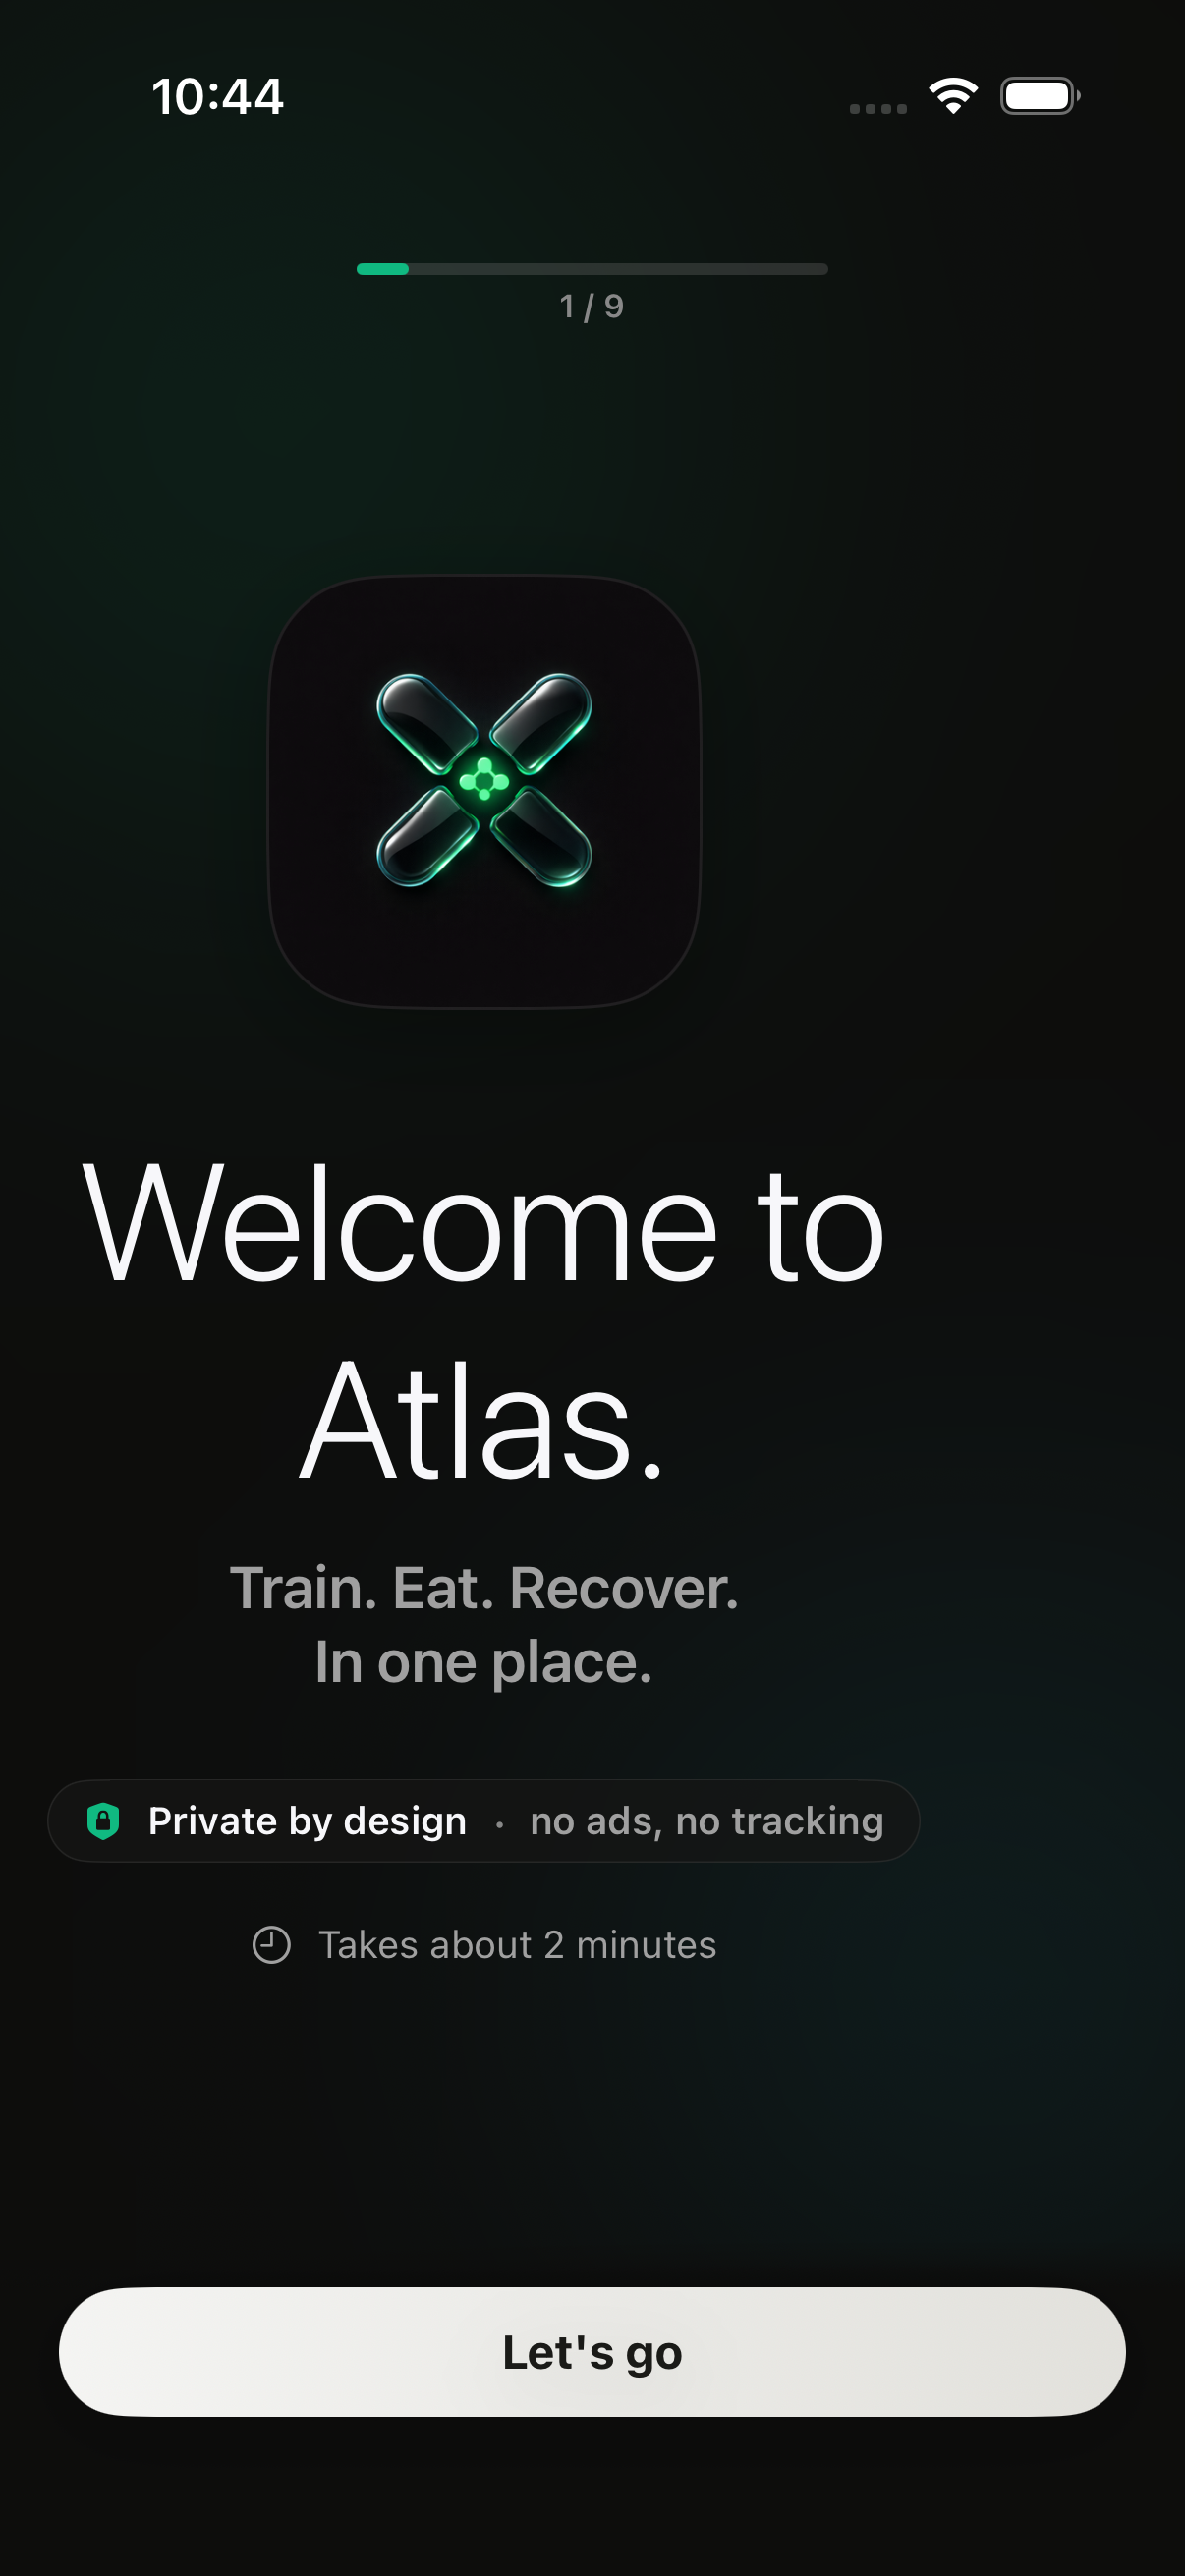 10:44
1 / 9
Welcome to
Atlas.
Train. Eat. Recover.
In one place.
Private by design · no ads, no tracking
Takes about 2 minutes
Let's go